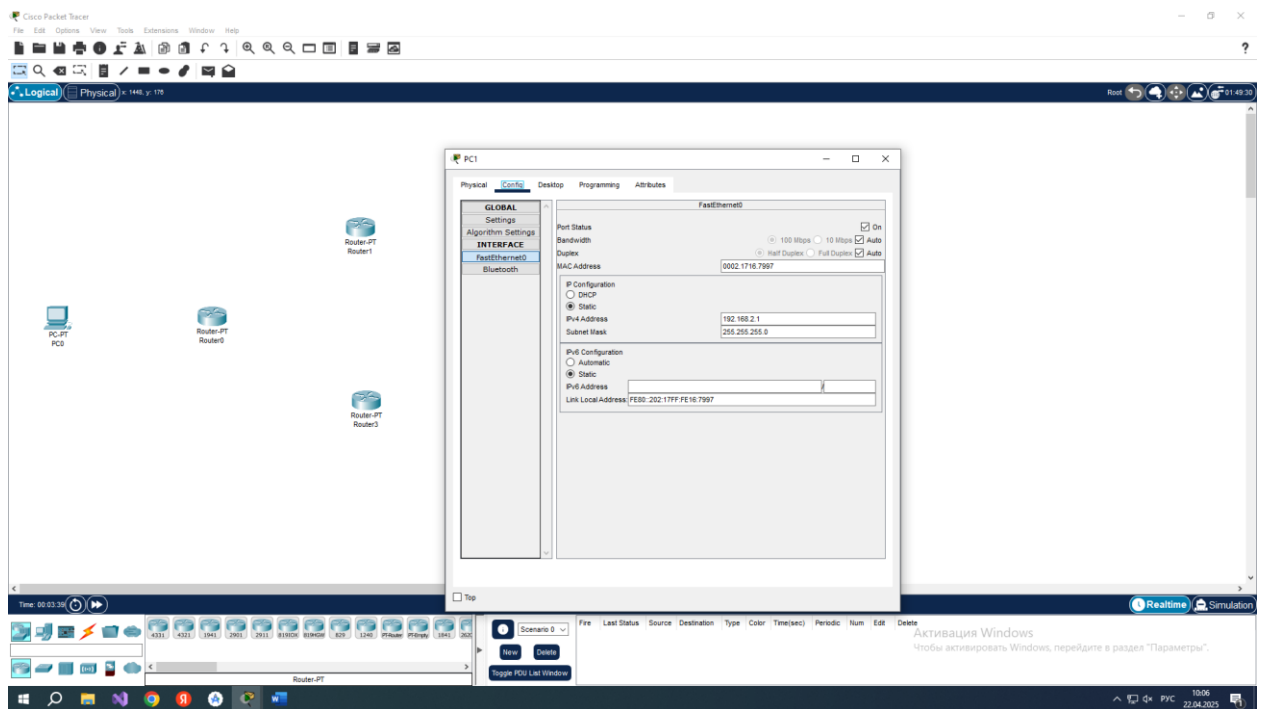 Cisco Packet Tracer
File Edit Options View Tools Extensions Window Help
?
Logical Physical x: 1448, y: 176
Root 01:49:30
Router-PT
Router1
PC-PT
PC0
Router-PT
Router0
Router-PT
Router3
PC1
Physical Config Desktop Programming Attributes
GLOBAL
Settings
Algorithm Settings
INTERFACE
FastEthernet0
Bluetooth
FastEthernet0
Port Status On
Bandwidth 100 Mbps 10 Mbps Auto
Duplex Half Duplex Full Duplex Auto
MAC Address 0002.1716.7997
IP Configuration
DHCP
Static
IPv4 Address 192.168.2.1
Subnet Mask 255.255.255.0
IPv6 Configuration
Automatic
Static
IPv6 Address /
Link Local Address: FE80::202:17FF:FE16:7997
Top
Time: 00:03:39
Realtime Simulation
4331 4321 1941 2901 2911 819IOX 819HGW 829 1240 PT-Router PT-Empty 1841
Router-PT
Scenario 0
New Delete
Toggle PDU List Window
Fire Last Status Source Destination Type Color Time(sec) Periodic Num Edit Delete
Активация Windows
Чтобы активировать Windows, перейдите в раздел "Параметры".
РУС
10:06
22.04.2025